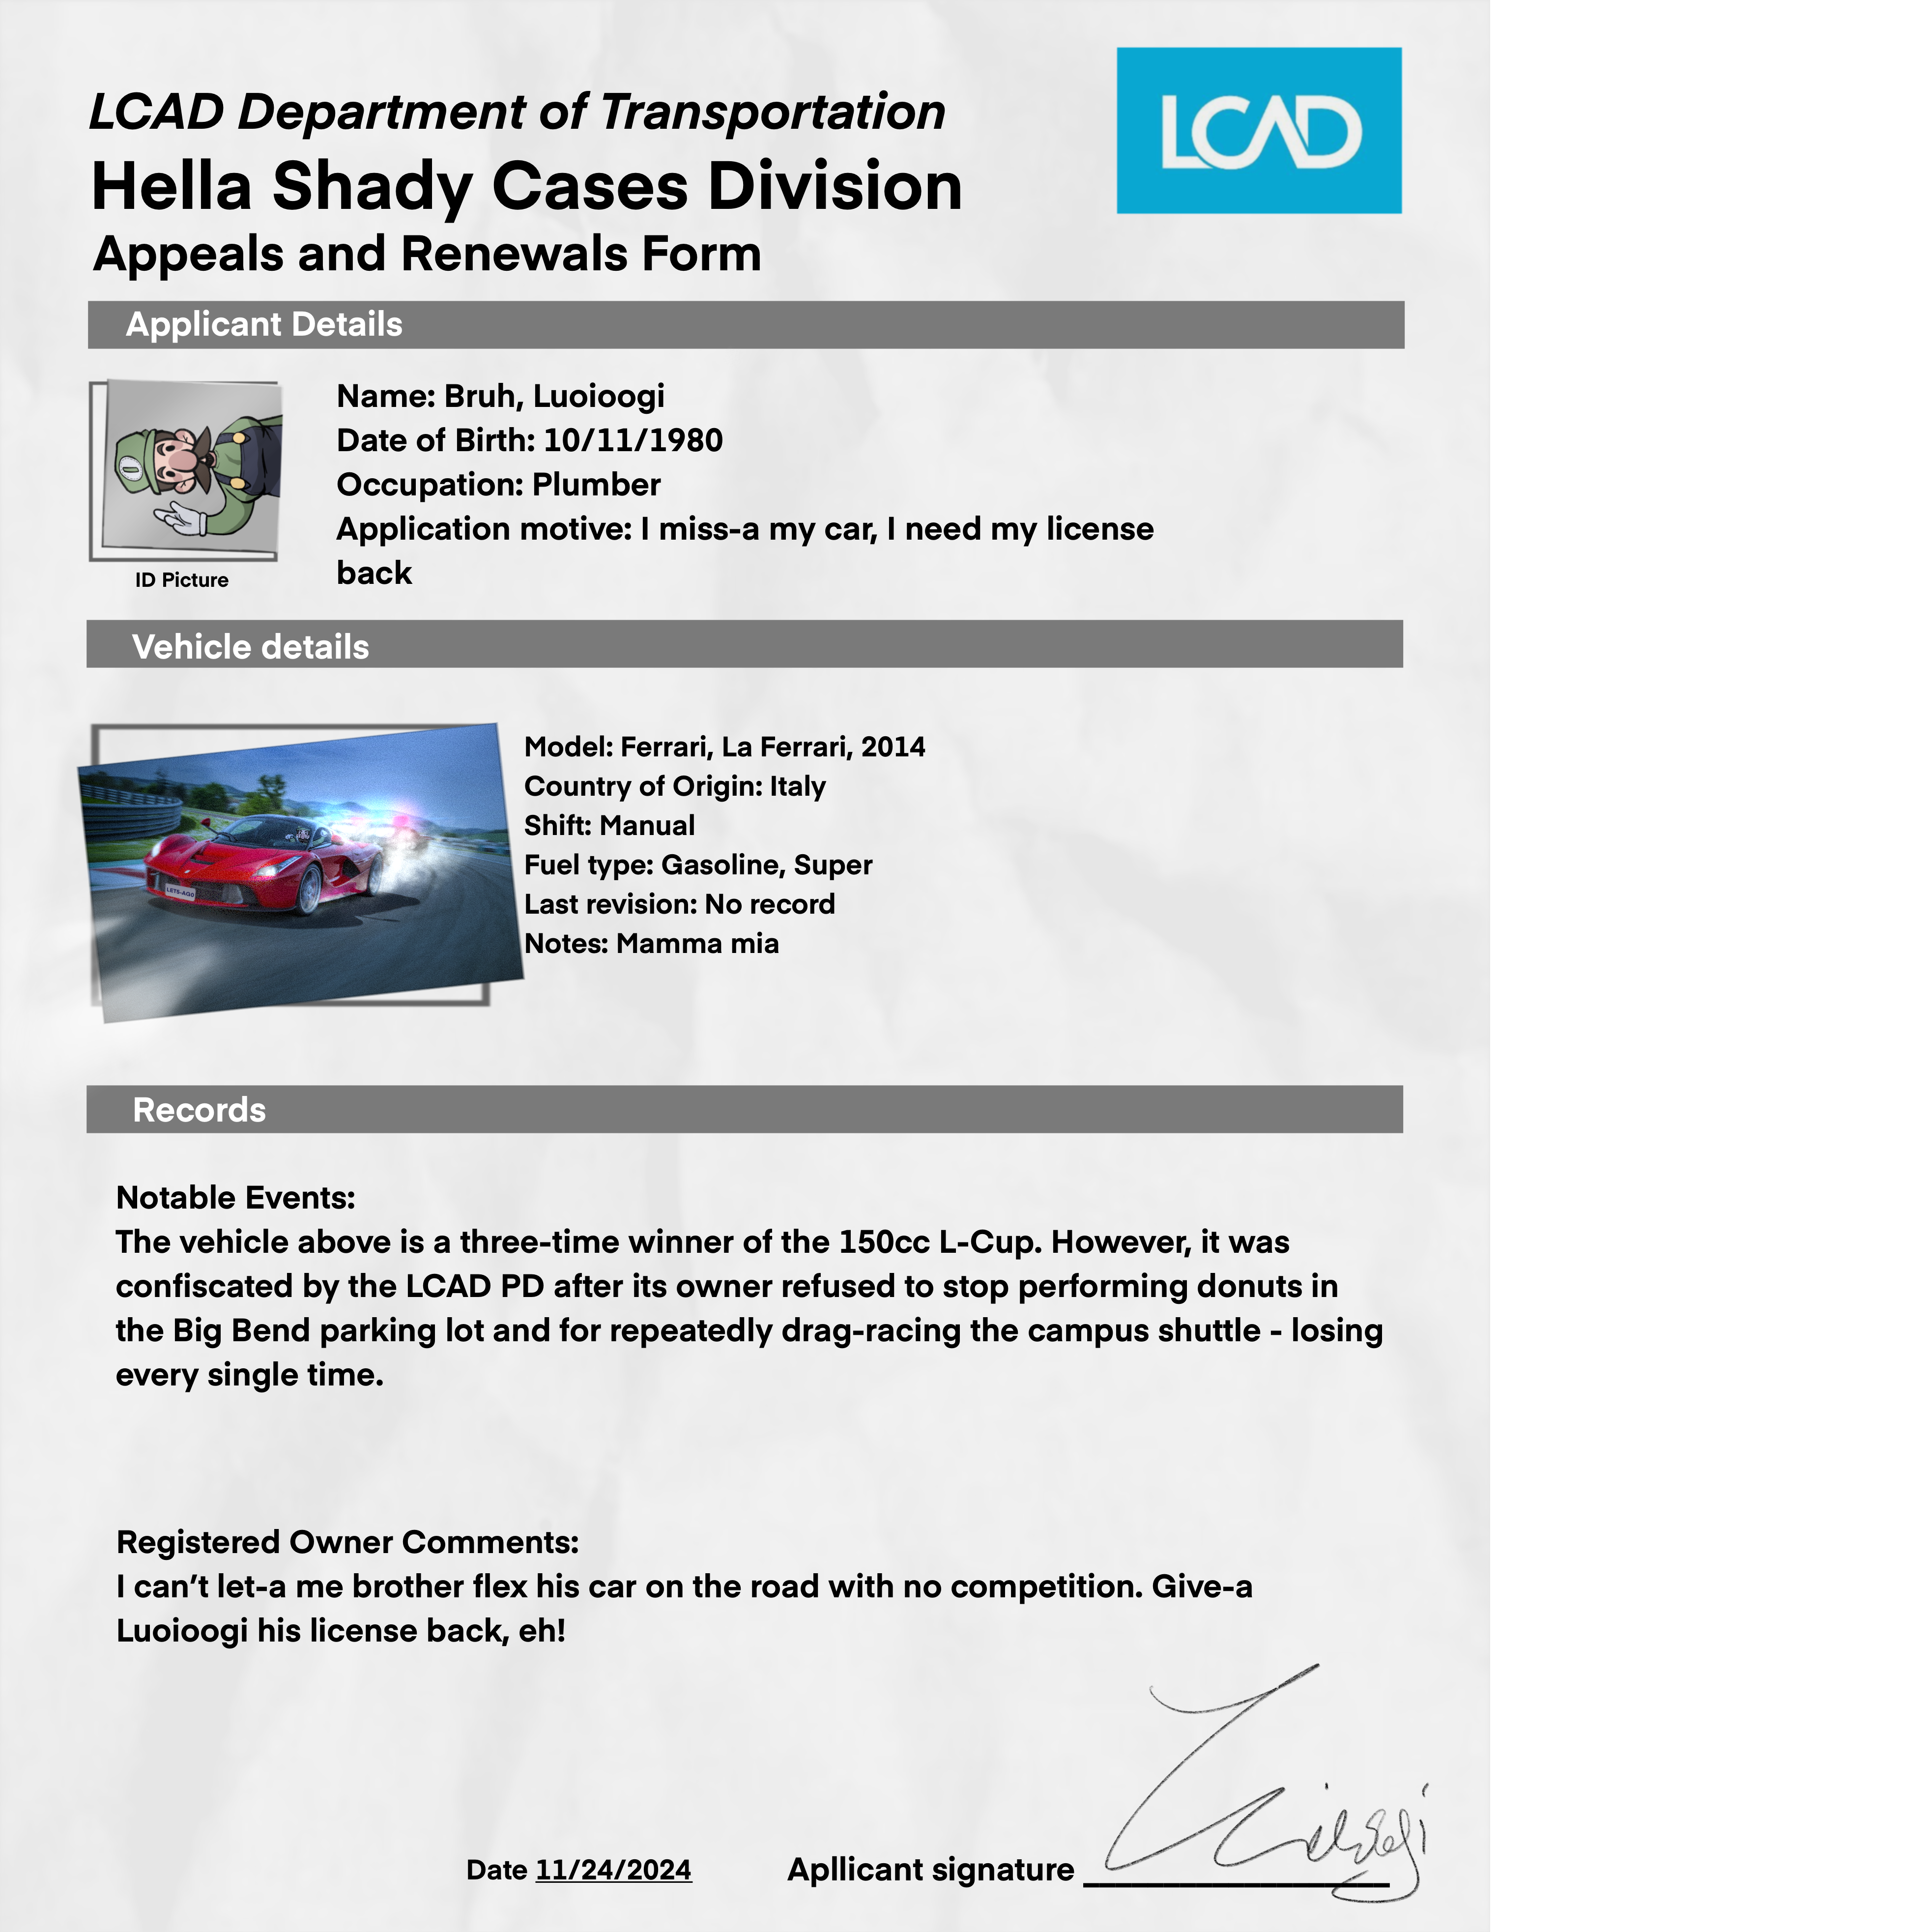 LCAD Department of Transportation
LCAD
Hella Shady Cases Division
Appeals and Renewals Form
Applicant Details
Name: Bruh, Luoioogi
Date of Birth: 10/11/1980
Occupation: Plumber
Application motive: I miss-a my car, I need my license
back
ID Picture
Vehicle details
LETS-AGO
Model: Ferrari, La Ferrari, 2014
Country of Origin: Italy
Shift: Manual
Fuel type: Gasoline, Super
Last revision: No record
Notes: Mamma mia
Records
Notable Events:
The vehicle above is a three-time winner of the 150cc L-Cup. However, it was
confiscated by the LCAD PD after its owner refused to stop performing donuts in
the Big Bend parking lot and for repeatedly drag-racing the campus shuttle - losing
every single time.
Registered Owner Comments:
I can’t let-a me brother flex his car on the road with no competition. Give-a
Luoioogi his license back, eh!
Date 11/24/2024
Apllicant signature